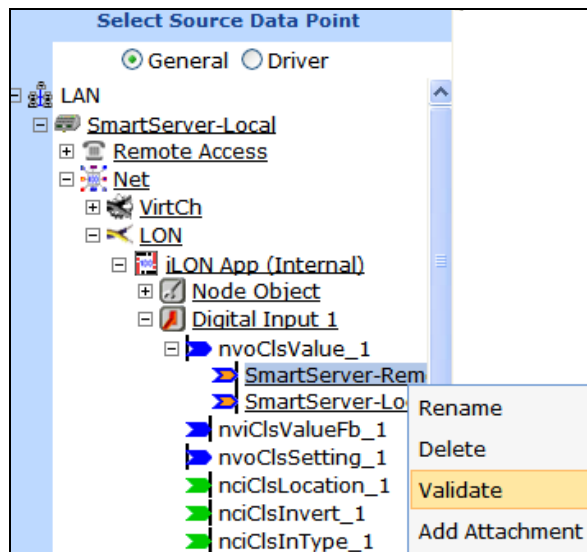 Select Source Data Point
General Driver
LAN
SmartServer-Local
Remote Access
Net
VirtCh
LON
iLON App (Internal)
Node Object
Digital Input 1
nvoClsValue_1
SmartServer-Rem
SmartServer-Lo
nviClsValueFb_1
nvoClsSetting_1
nciClsLocation_1
nciClsInvert_1
nciClsInType_1
Rename
Delete
Validate
Add Attachment